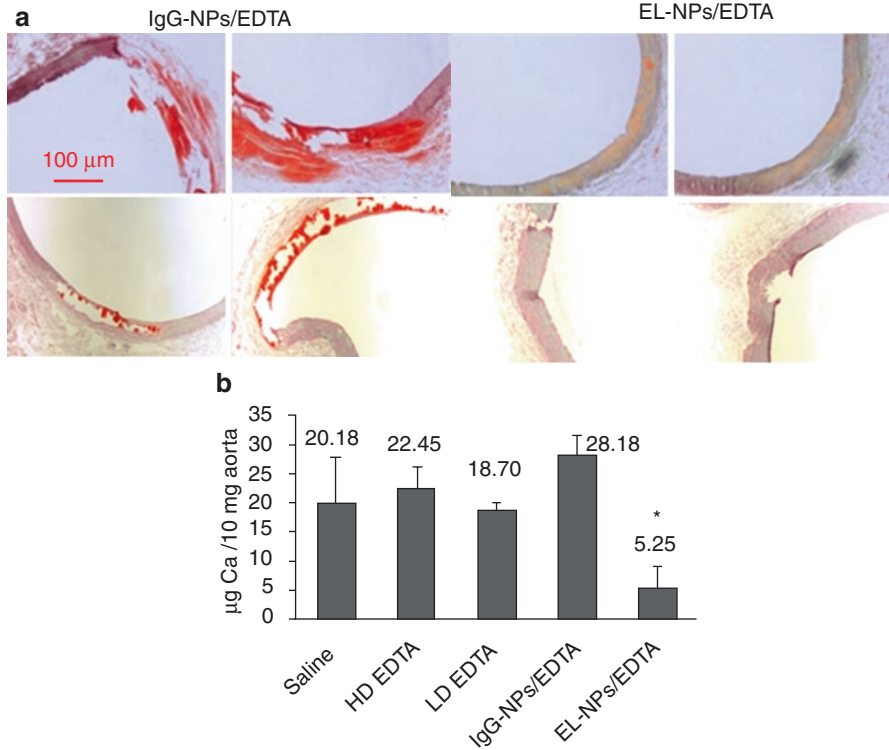 a
IgG-NPs/EDTA
EL-NPs/EDTA
100 μm
b
µg Ca /10 mg aorta
35
30
25
20
15
10
5
0
20.18
22.45
18.70
28.18
*
5.25
Saline
HD EDTA
LD EDTA
IgG-NPs/EDTA
EL-NPs/EDTA